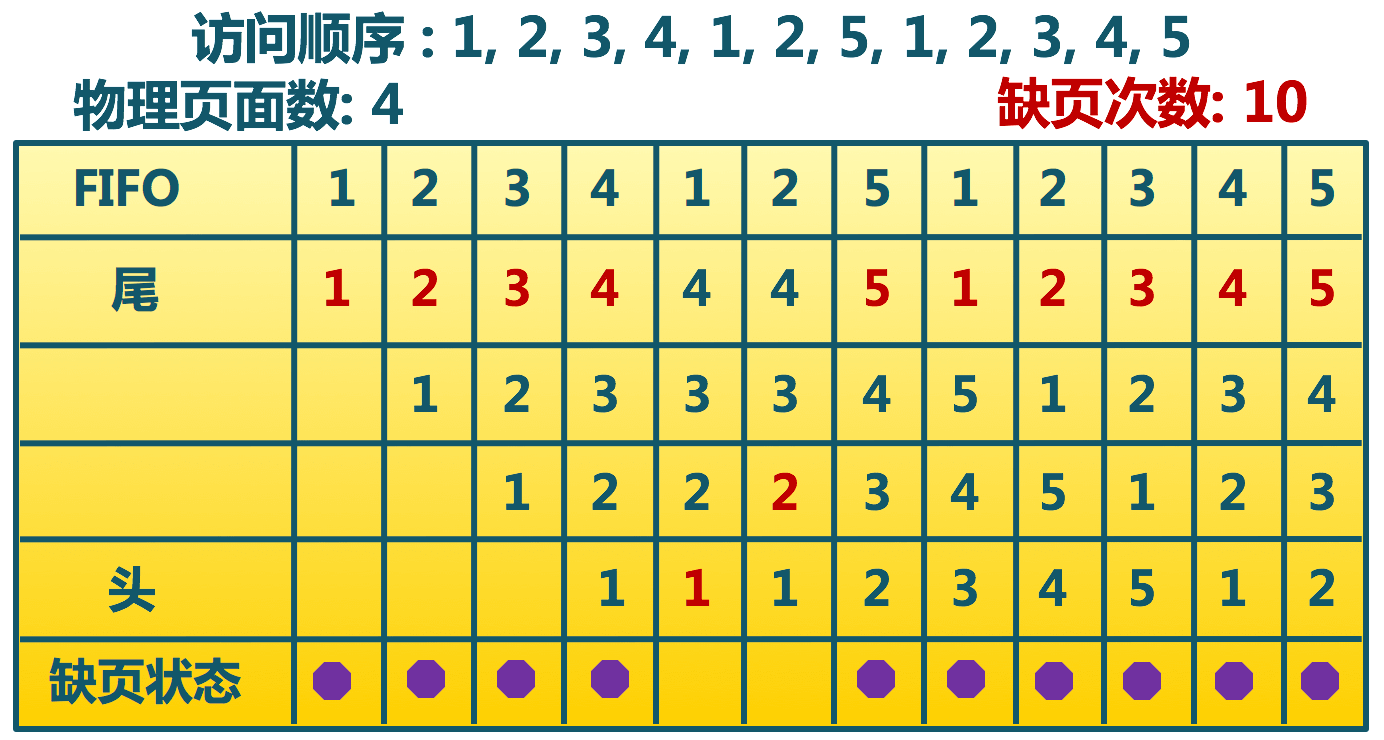 访问顺序 : 1, 2, 3, 4, 1, 2, 5, 1, 2, 3, 4, 5
物理页面数: 4 缺页次数: 10
FIFO 1 2 3 4 1 2 5 1 2 3 4 5
尾 1 2 3 4 4 4 5 1 2 3 4 5
1 2 3 3 3 4 5 1 2 3 4
1 2 2 2 3 4 5 1 2 3
头 1 1 1 2 3 4 5 1 2
缺页状态